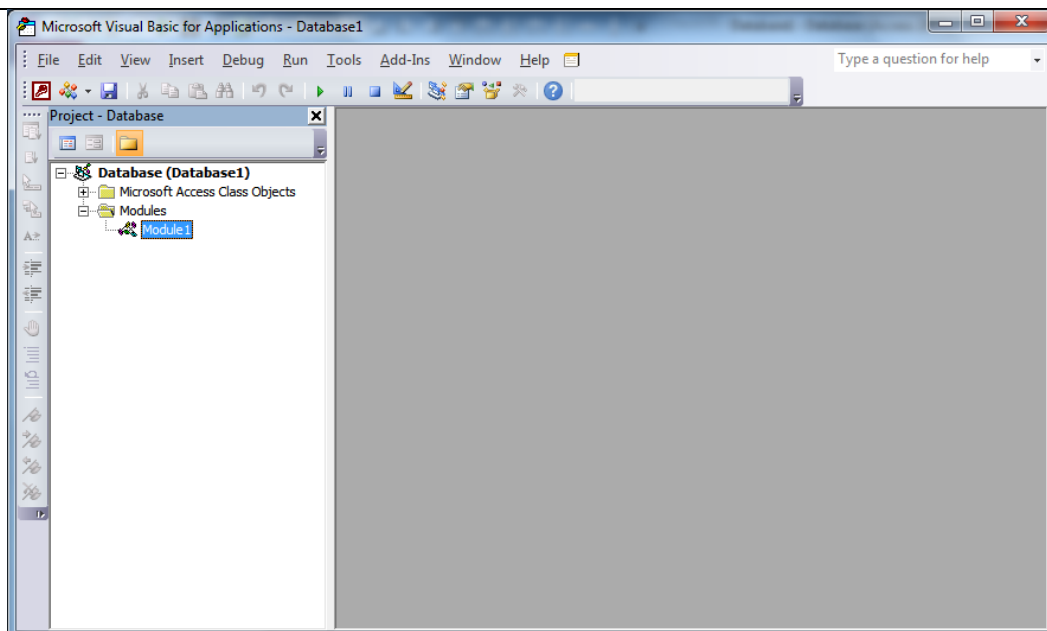 Microsoft Visual Basic for Applications - Database1
File Edit View Insert Debug Run Tools Add-Ins Window Help
Type a question for help
Project - Database
Database (Database1)
Microsoft Access Class Objects
Modules
Module1